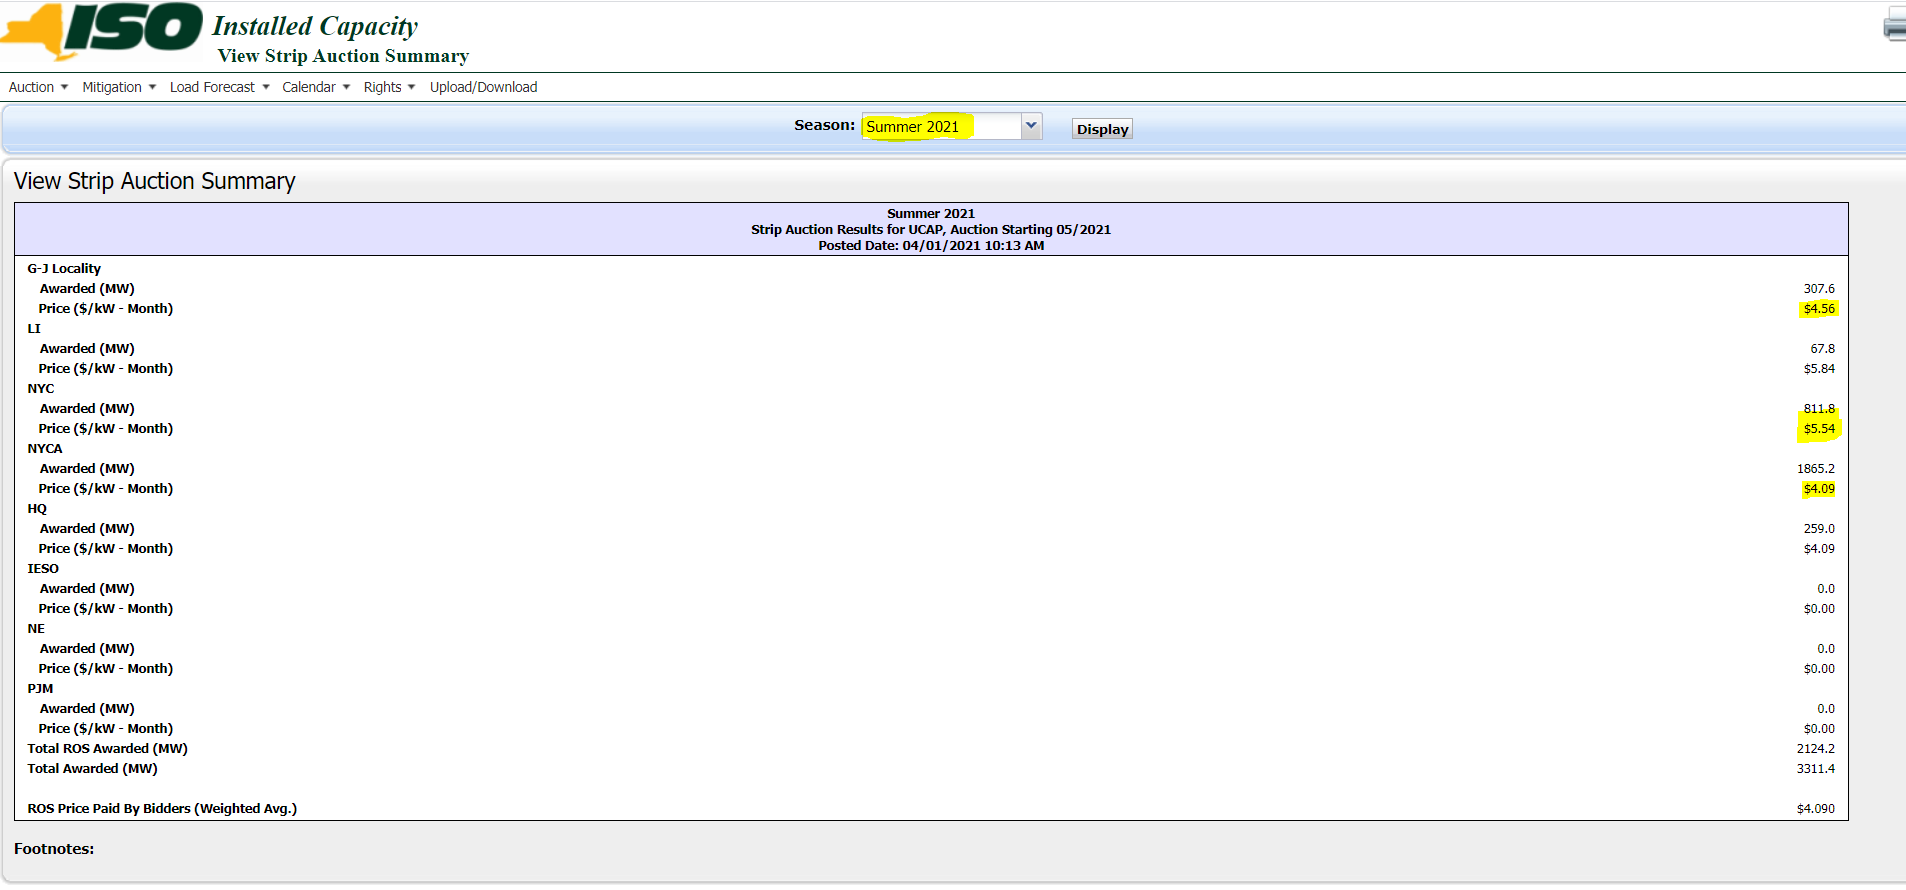 ISO
Installed Capacity
View Strip Auction Summary
Auction Mitigation Load Forecast Calendar Rights Upload/Download
Season: Summer 2021 Display
View Strip Auction Summary
Summer 2021
Strip Auction Results for UCAP, Auction Starting 05/2021
Posted Date: 04/01/2021 10:13 AM
G-J Locality
Awarded (MW) 307.6
Price ($/kW - Month) $4.56
LI
Awarded (MW) 67.8
Price ($/kW - Month) $5.84
NYC
Awarded (MW) 811.8
Price ($/kW - Month) $5.54
NYCA
Awarded (MW) 1865.2
Price ($/kW - Month) $4.09
HQ
Awarded (MW) 259.0
Price ($/kW - Month) $4.09
IESO
Awarded (MW) 0.0
Price ($/kW - Month) $0.00
NE
Awarded (MW) 0.0
Price ($/kW - Month) $0.00
PJM
Awarded (MW) 0.0
Price ($/kW - Month) $0.00
Total ROS Awarded (MW) 2124.2
Total Awarded (MW) 3311.4
ROS Price Paid By Bidders (Weighted Avg.) $4.090
Footnotes: